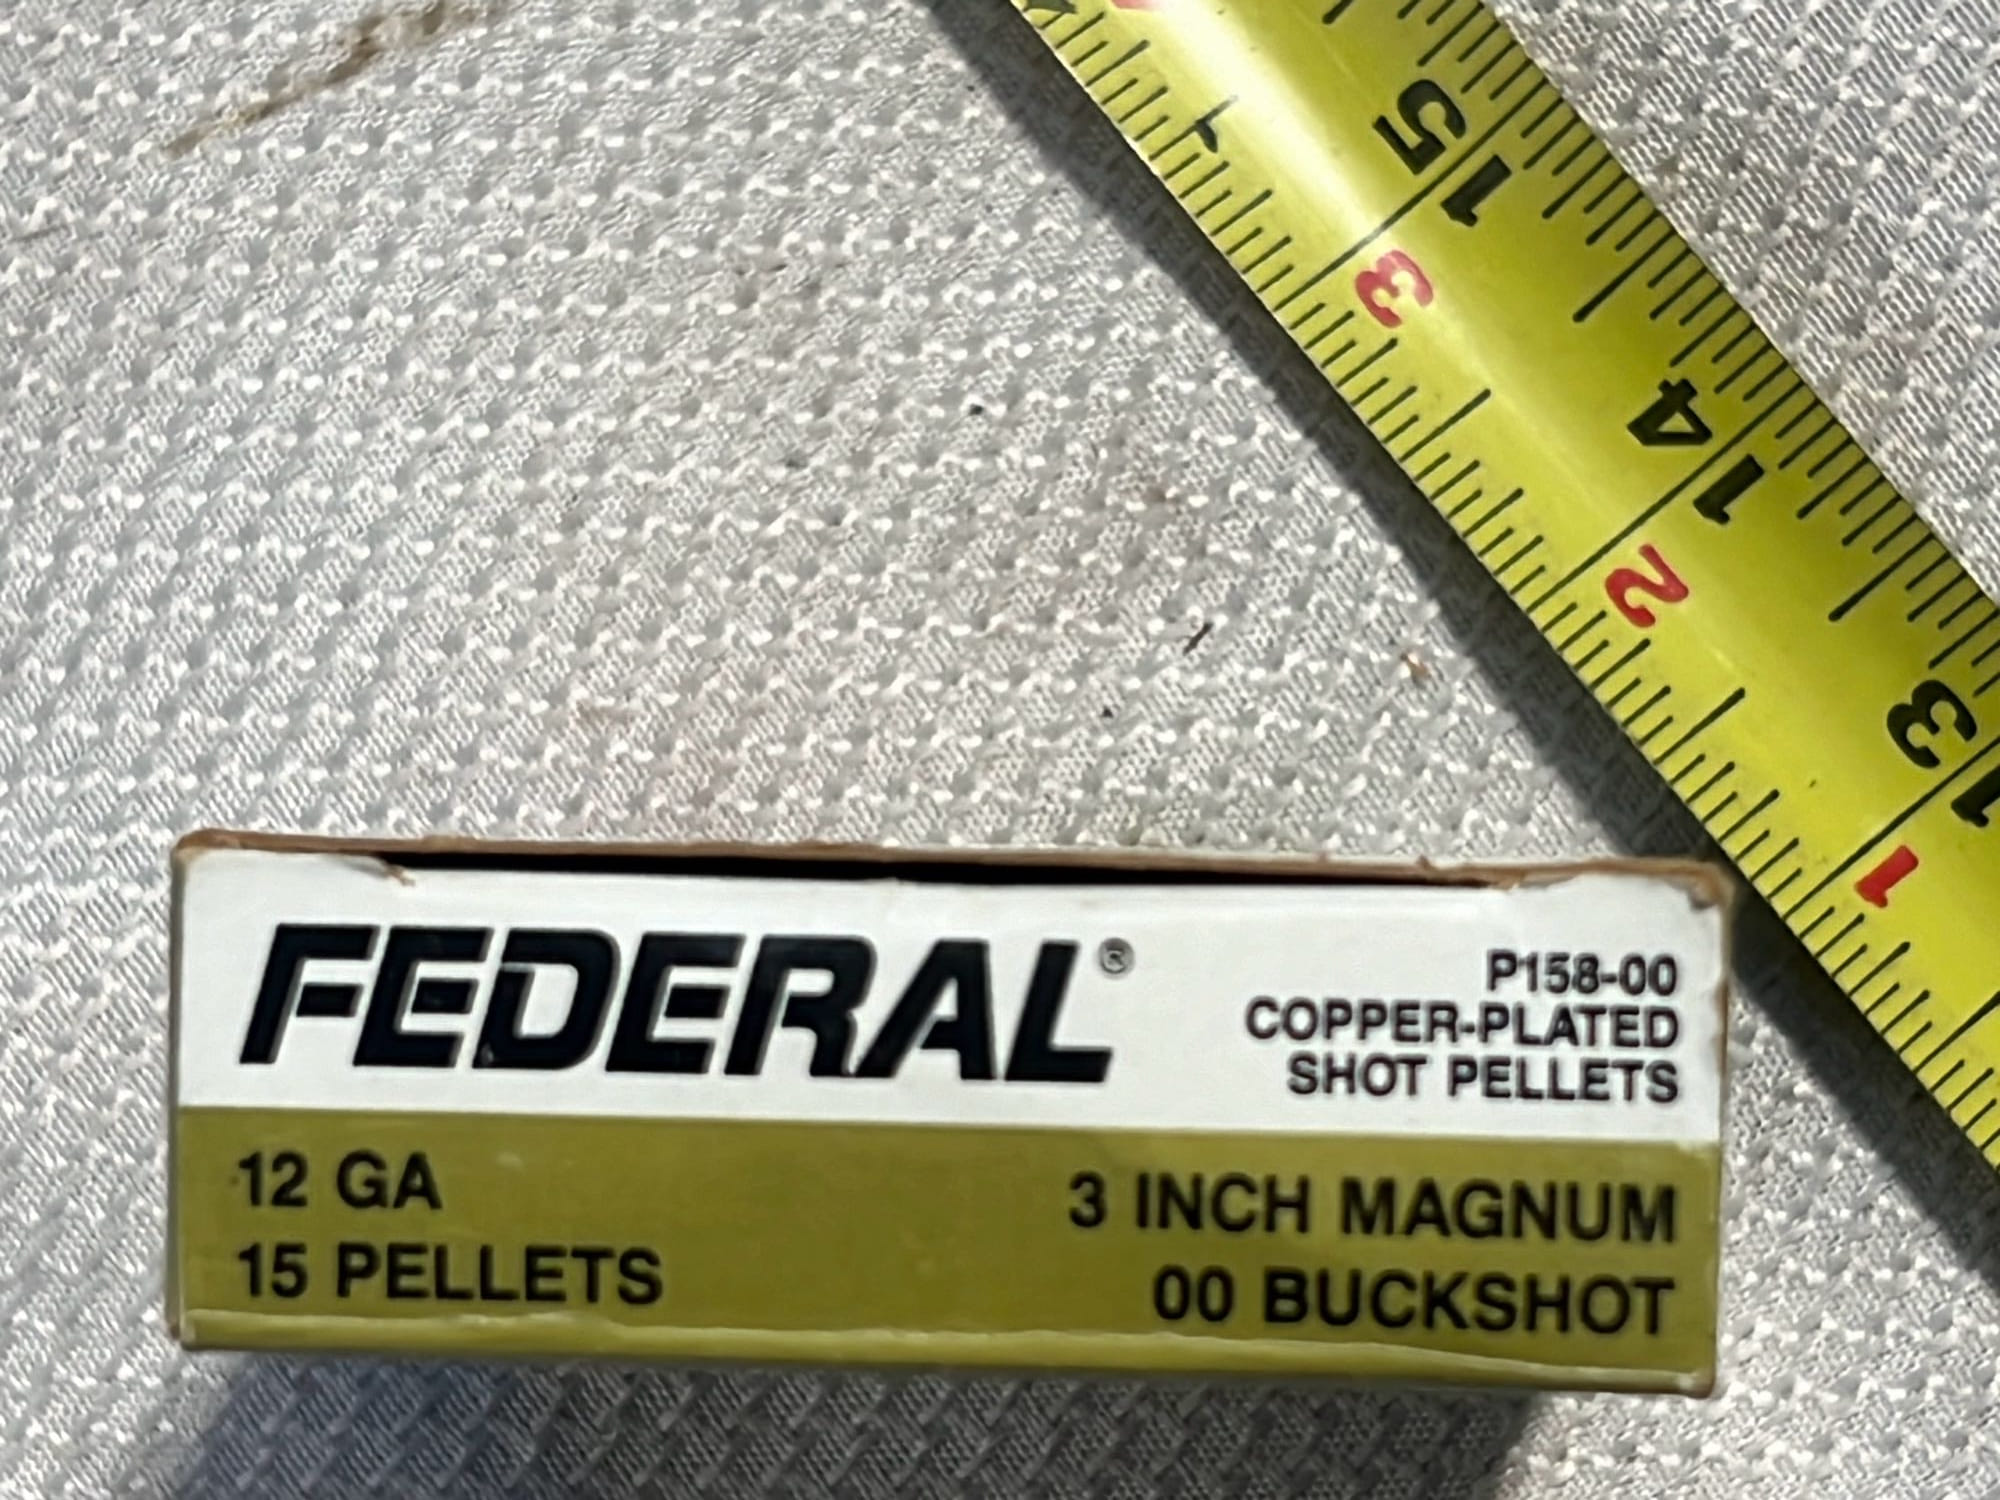 FEDERAL®
P158-00
COPPER-PLATED
SHOT PELLETS
12 GA
15 PELLETS
3 INCH MAGNUM
00 BUCKSHOT
15
3
14
2
13
1